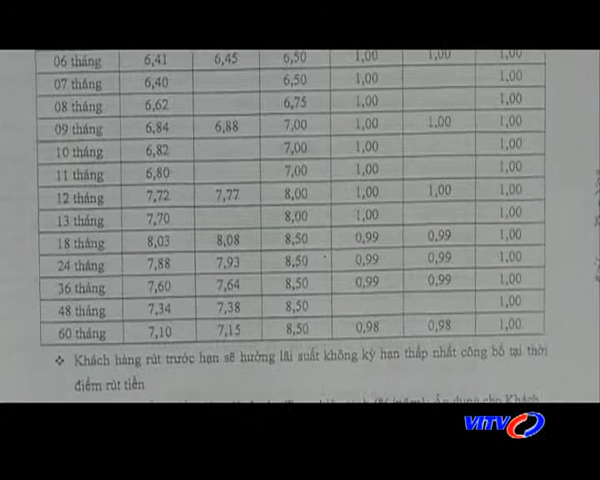 06 tháng 6,41 6,45 6,50 1,00 1,00 1,00
07 tháng 6,40 6,50 1,00 1,00
08 tháng 6,62 6,75 1,00 1,00
09 tháng 6,84 6,88 7,00 1,00 1,00 1,00
10 tháng 6,82 7,00 1,00 1,00
11 tháng 6,80 7,00 1,00 1,00
12 tháng 7,72 7,77 8,00 1,00 1,00 1,00
13 tháng 7,70 8,00 1,00 1,00
18 tháng 8,03 8,08 8,50 0,99 0,99 1,00
24 tháng 7,88 7,93 8,50 0,99 0,99 1,00
36 tháng 7,60 7,64 8,50 0,99 0,99 1,00
48 tháng 7,34 7,38 8,50 1,00
60 tháng 7,10 7,15 8,50 0,98 0,98 1,00
❖ Khách hàng rút trước hạn sẽ hưởng lãi suất không kỳ hạn thấp nhất công bố tại thời
điểm rút tiền
VITV